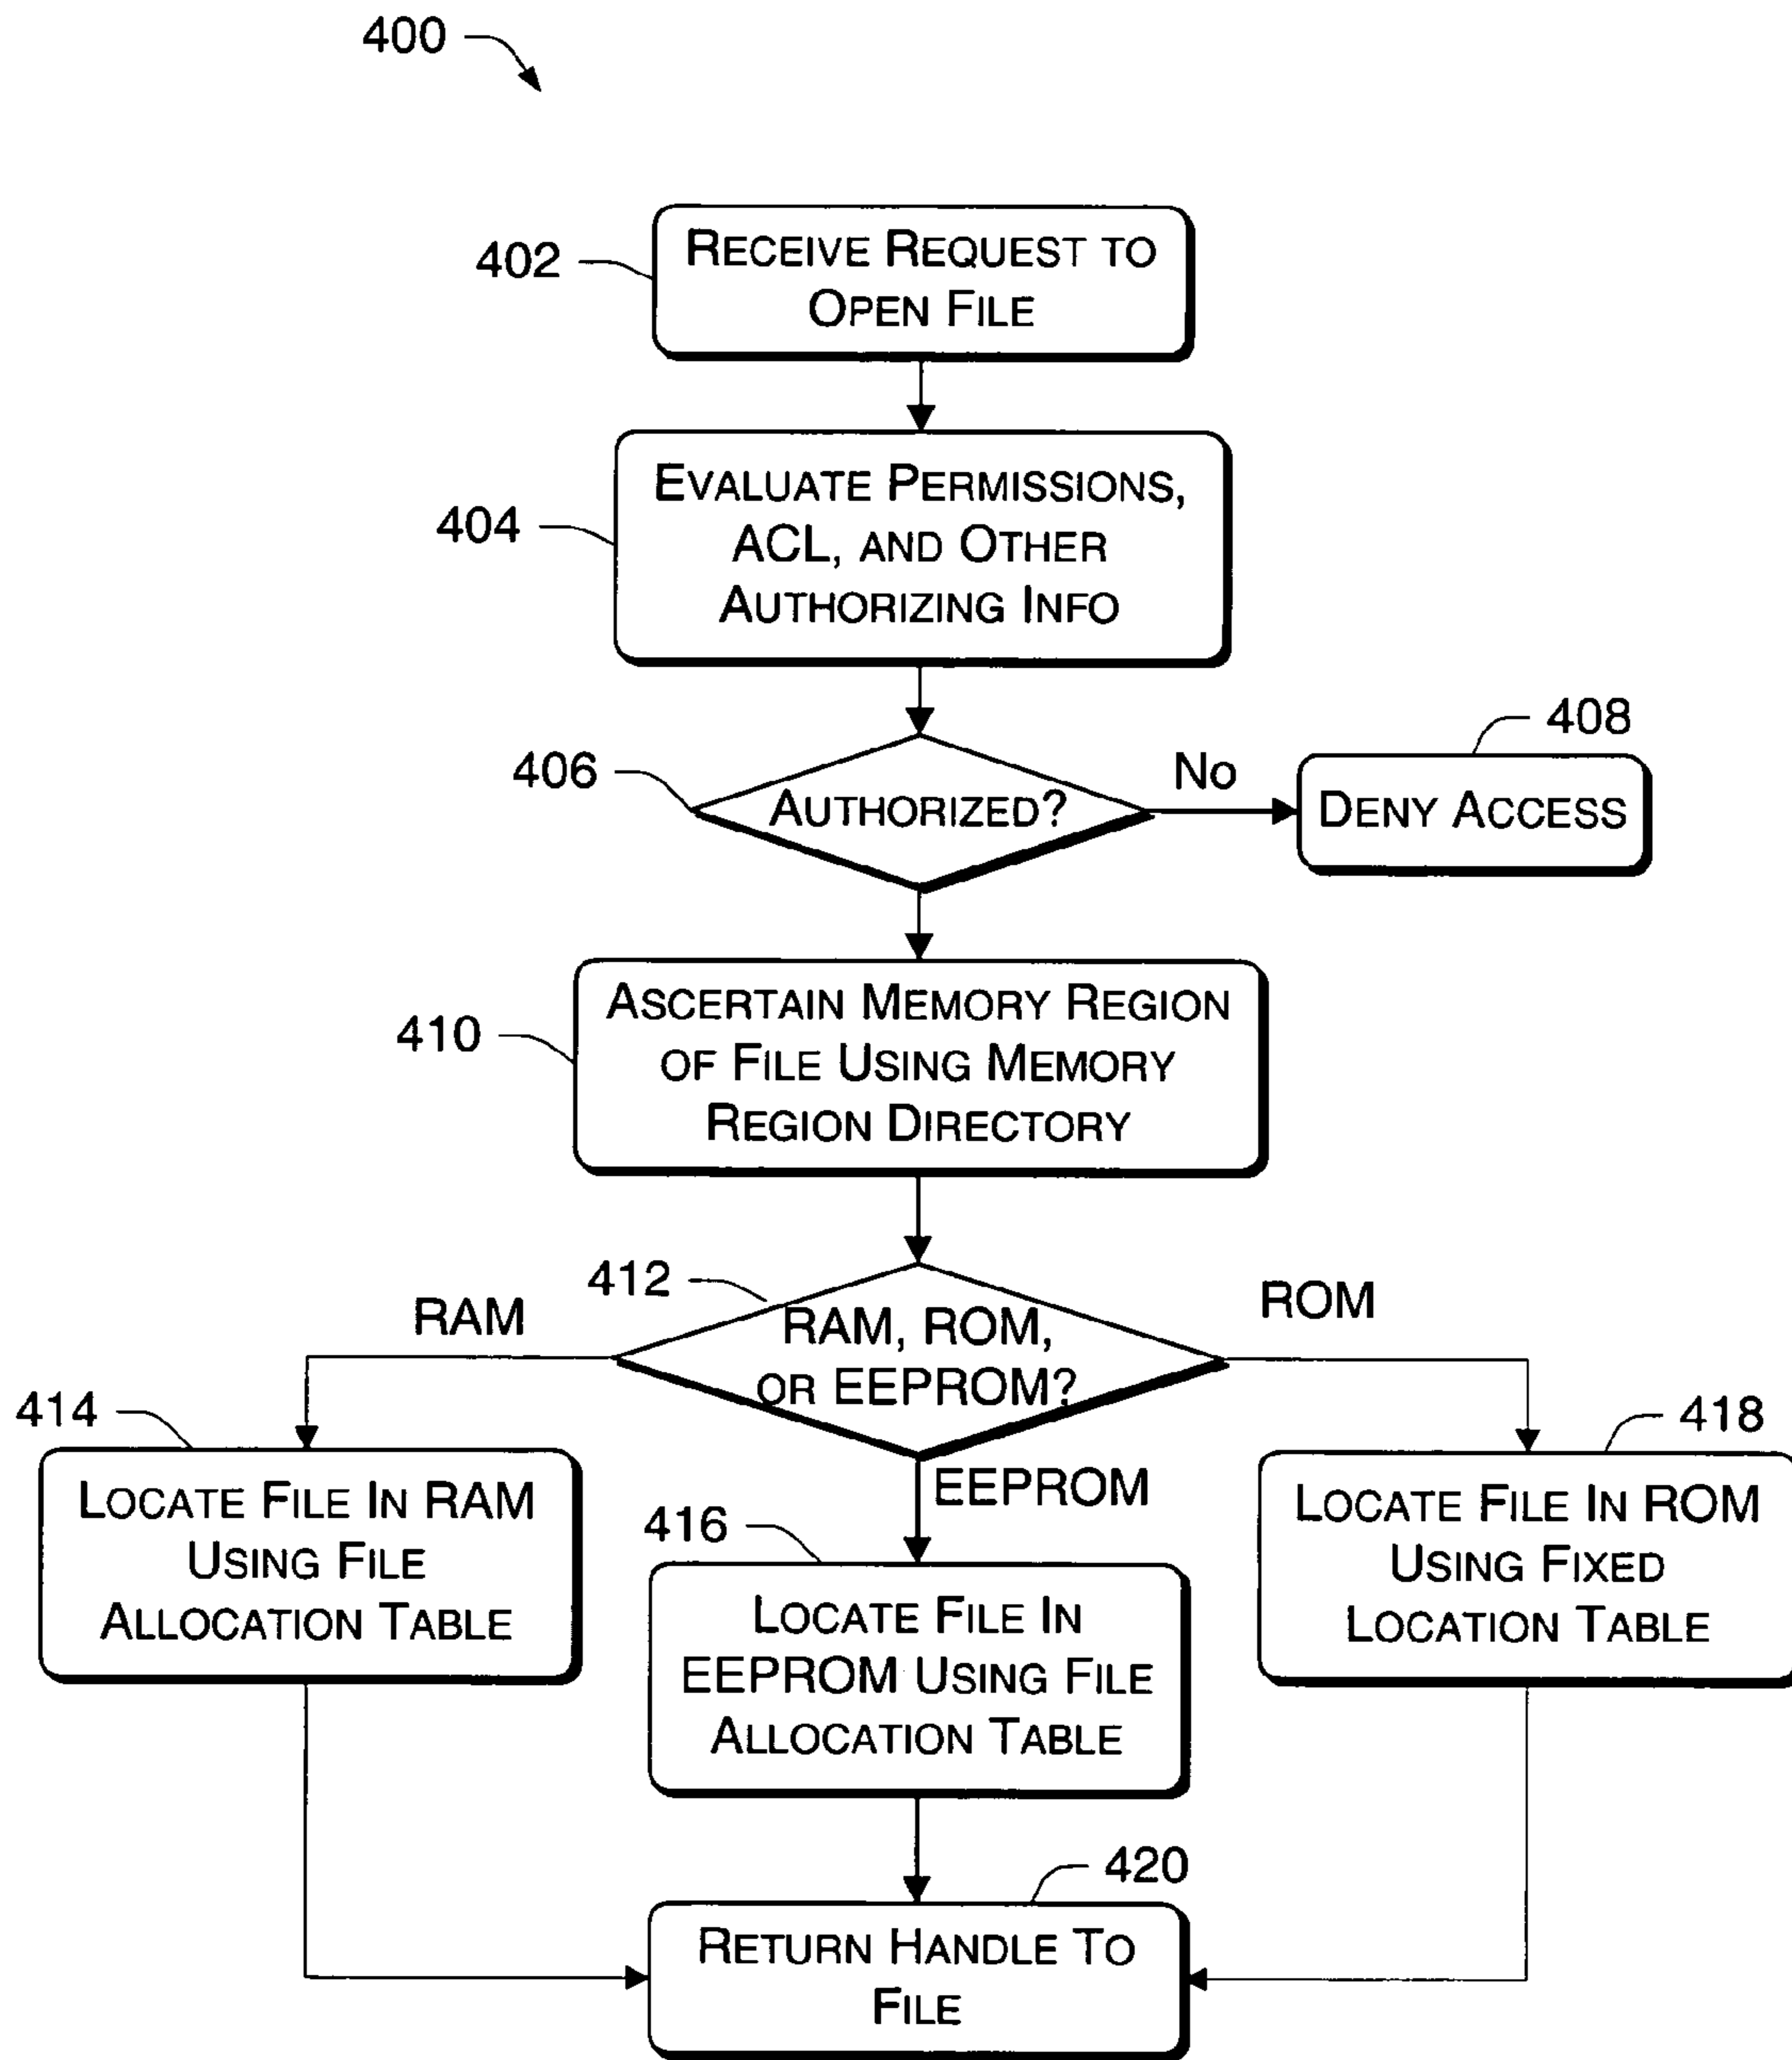 400
402
RECEIVE REQUEST TO
OPEN FILE
404
EVALUATE PERMISSIONS,
ACL, AND OTHER
AUTHORIZING INFO
406
AUTHORIZED?
No
408
DENY ACCESS
410
ASCERTAIN MEMORY REGION
OF FILE USING MEMORY
REGION DIRECTORY
412
RAM, ROM,
OR EEPROM?
RAM
EEPROM
ROM
414
LOCATE FILE IN RAM
USING FILE
ALLOCATION TABLE
416
LOCATE FILE IN
EEPROM USING FILE
ALLOCATION TABLE
418
LOCATE FILE IN ROM
USING FIXED
LOCATION TABLE
420
RETURN HANDLE TO
FILE